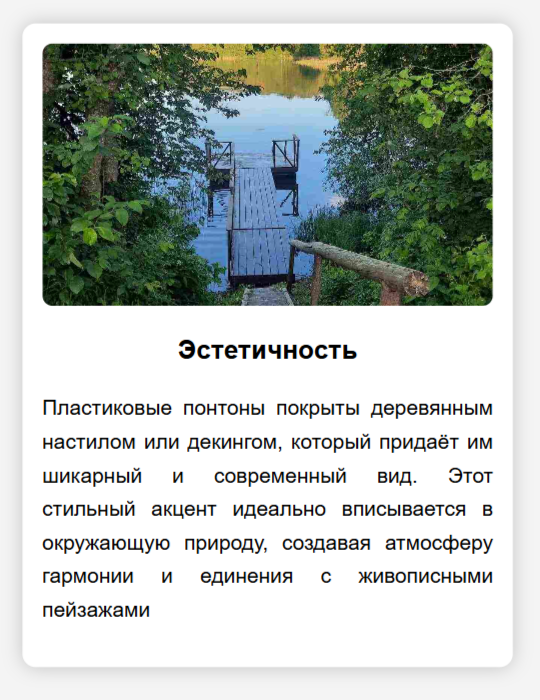 Эстетичность
Пластиковые понтоны покрыты деревянным
настилом или декингом, который придаёт им
шикарный и современный вид. Этот
стильный акцент идеально вписывается в
окружающую природу, создавая атмосферу
гармонии и единения с живописными
пейзажами